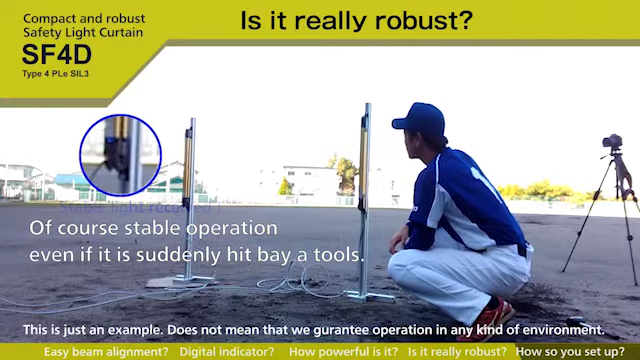 Compact and robust
Safety Light Curtain
SF4D
Type 4 PLe SIL3
Is it really robust?
Stable light recorded !
Of course stable operation
even if it is suddenly hit bay a tools.
This is just an example. Does not mean that we gurantee operation in any kind of environment.
Easy beam alignment? Digital indicator? How powerful is it? Is it really robust? How so you set up?